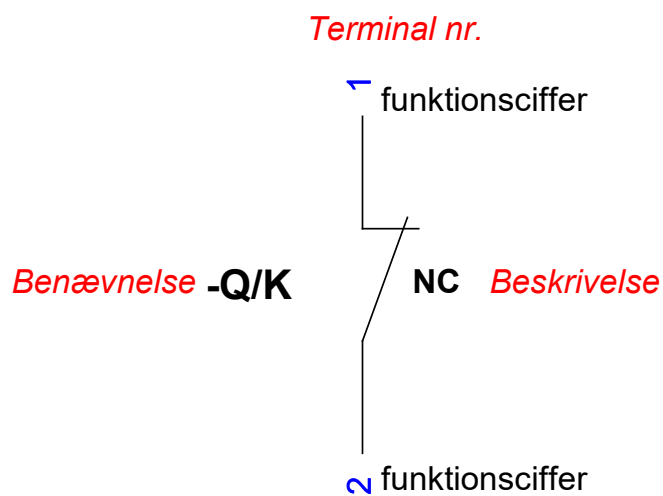 Terminal nr.
1 funktionsciffer
Benævnelse -Q/K NC Beskrivelse
2 funktionsciffer